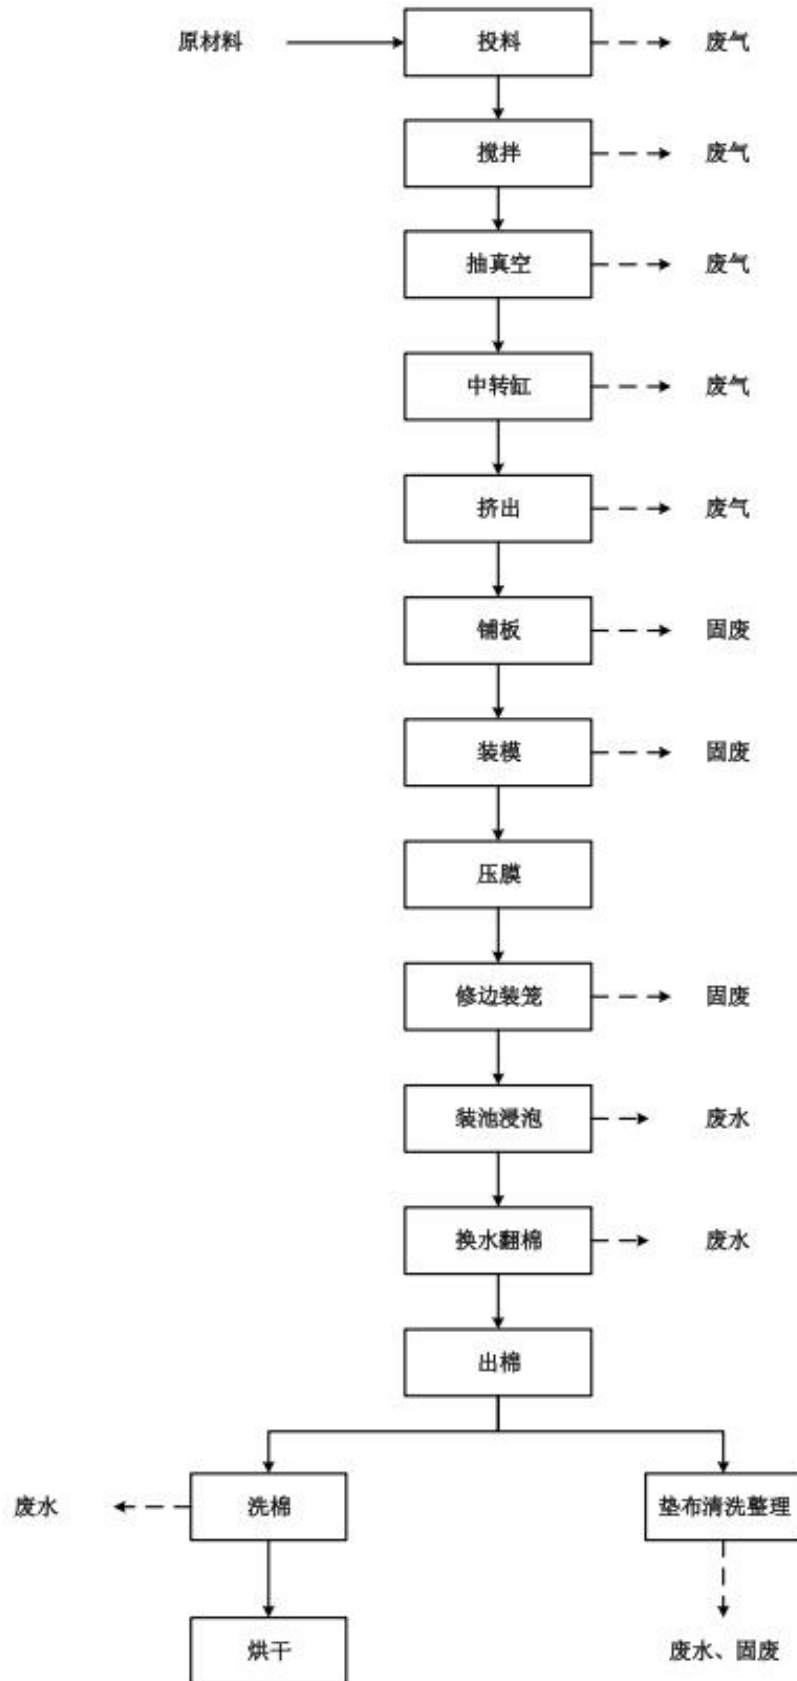 原材料
投料
废气
搅拌
废气
抽真空
废气
中转缸
废气
挤出
废气
铺板
固废
装模
固废
压膜
修边装笼
固废
装池浸泡
废水
换水翻棉
废水
出棉
废水
洗棉
垫布清洗整理
烘干
废水、固废